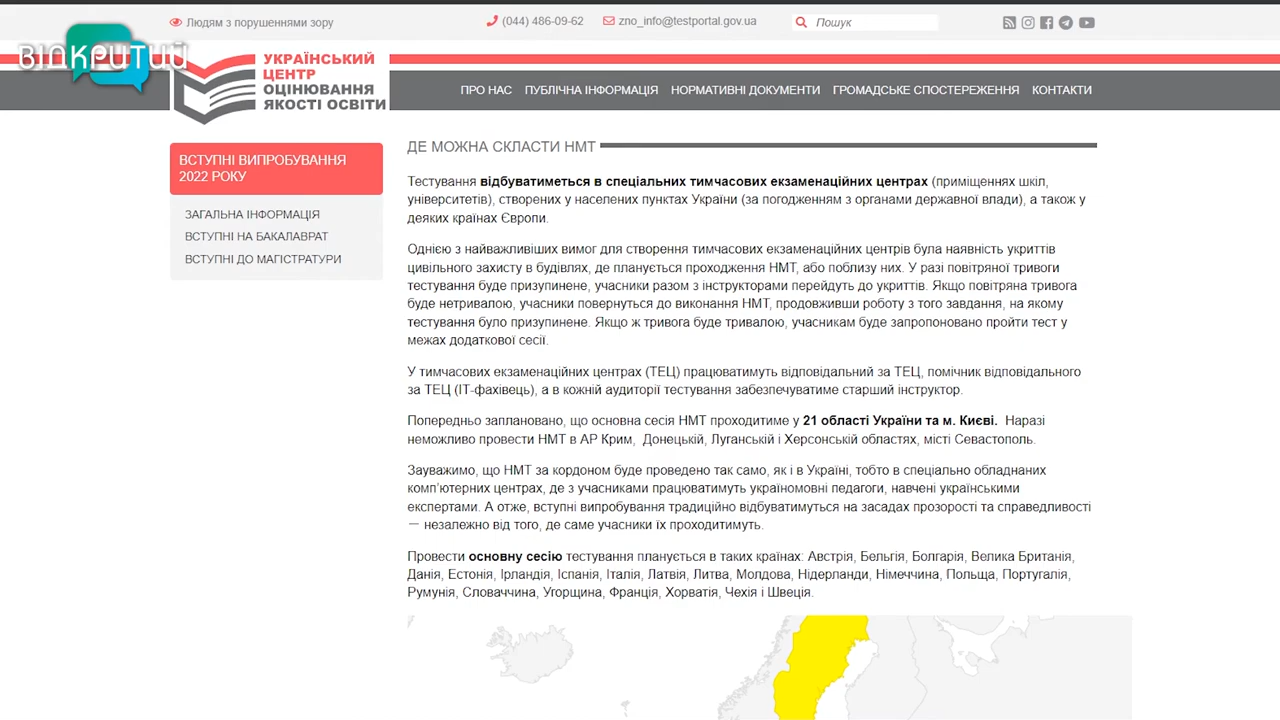 Людям з порушеннями зору
(044) 486-09-62
zno_info@testportal.gov.ua
Пошук
ВІДКРИТИЙ
УКРАЇНСЬКИЙ
ЦЕНТР
ОЦІНЮВАННЯ
ЯКОСТІ ОСВІТИ
ПРО НАС
ПУБЛІЧНА ІНФОРМАЦІЯ
НОРМАТИВНІ ДОКУМЕНТИ
ГРОМАДСЬКЕ СПОСТЕРЕЖЕННЯ
КОНТАКТИ
ВСТУПНІ ВИПРОБУВАННЯ
2022 РОКУ
ЗАГАЛЬНА ІНФОРМАЦІЯ
ВСТУПНІ НА БАКАЛАВРАТ
ВСТУПНІ ДО МАГІСТРАТУРИ
ДЕ МОЖНА СКЛАСТИ НМТ
Тестування відбуватиметься в спеціальних тимчасових екзаменаційних центрах (приміщеннях шкіл,
університетів), створених у населених пунктах України (за погодженням з органами державної влади), а також у
деяких країнах Європи.
Однією з найважливіших вимог для створення тимчасових екзаменаційних центрів була наявність укриттів
цивільного захисту в будівлях, де планується проходження НМТ, або поблизу них. У разі повітряної тривоги
тестування буде призупинене, учасники разом з інструкторами перейдуть до укриттів. Якщо повітряна тривога
буде нетривалою, учасники повернуться до виконання НМТ, продовживши роботу з того завдання, на якому
тестування було призупинене. Якщо ж тривога буде тривалою, учасникам буде запропоновано пройти тест у
межах додаткової сесії.
У тимчасових екзаменаційних центрах (ТЕЦ) працюватимуть відповідальний за ТЕЦ, помічник відповідального
за ТЕЦ (ІТ-фахівець), а в кожній аудиторії тестування забезпечуватиме старший інструктор.
Попередньо заплановано, що основна сесія НМТ проходитиме у 21 області України та м. Києві. Наразі
неможливо провести НМТ в АР Крим, Донецькій, Луганській і Херсонській областях, місті Севастополь.
Зауважимо, що НМТ за кордоном буде проведено так само, як і в Україні, тобто в спеціально обладнаних
комп'ютерних центрах, де з учасниками працюватимуть україномовні педагоги, навчені українськими
експертами. А отже, вступні випробування традиційно відбуватимуться на засадах прозорості та справедливості
— незалежно від того, де саме учасники їх проходитимуть.
Провести основну сесію тестування планується в таких країнах: Австрія, Бельгія, Болгарія, Велика Британія,
Данія, Естонія, Ірландія, Іспанія, Італія, Латвія, Литва, Молдова, Нідерланди, Німеччина, Польща, Португалія,
Румунія, Словаччина, Угорщина, Франція, Хорватія, Чехія і Швеція.